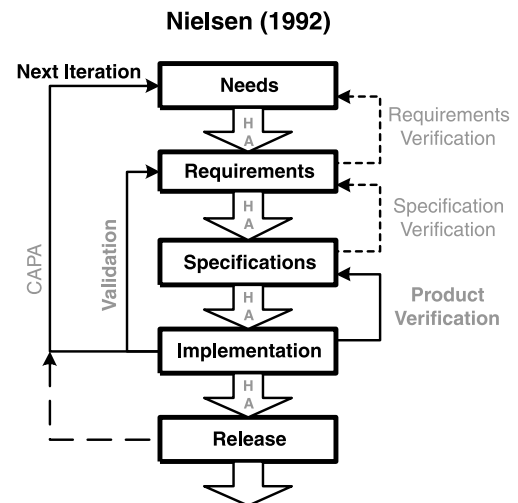 Nielsen (1992)
Next Iteration
Needs
H
A
Requirements
Verification
Requirements
H
A
Specification
Verification
CAPA
Validation
Specifications
H
A
Product
Verification
Implementation
H
A
Release